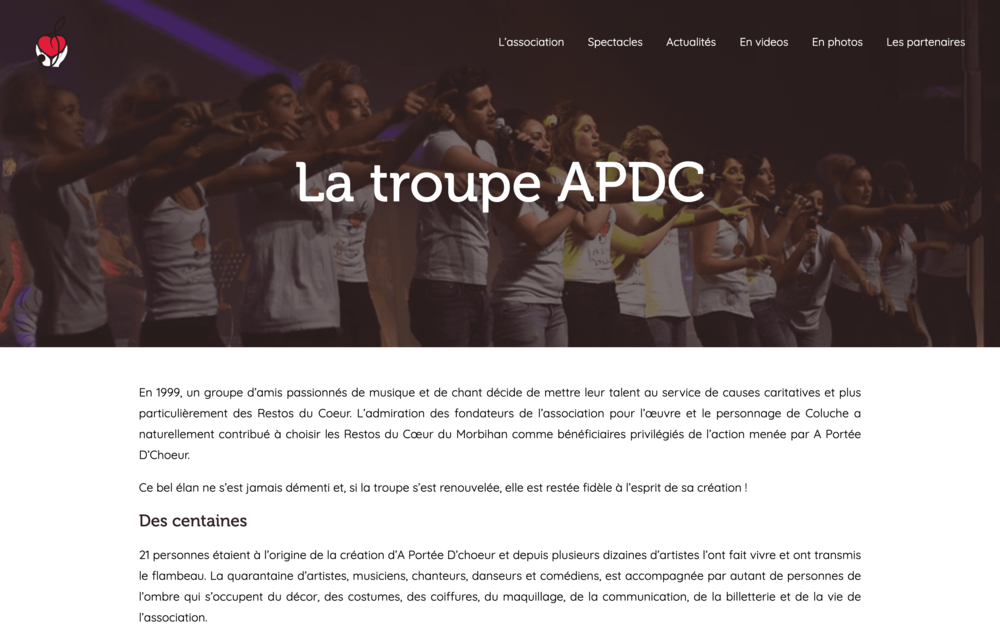 L’association Spectacles Actualités En videos En photos Les partenaires
La troupe APDC
En 1999, un groupe d’amis passionnés de musique et de chant décide de mettre leur talent au service de causes caritatives et plus
particulièrement des Restos du Coeur. L’admiration des fondateurs de l’association pour l’œuvre et le personnage de Coluche a
naturellement contribué à choisir les Restos du Cœur du Morbihan comme bénéficiaires privilégiés de l’action menée par A Portée
D’Choeur.
Ce bel élan ne s’est jamais démenti et, si la troupe s’est renouvelée, elle est restée fidèle à l’esprit de sa création !
Des centaines
21 personnes étaient à l’origine de la création d’A Portée D’choeur et depuis plusieurs dizaines d’artistes l’ont fait vivre et ont transmis
le flambeau. La quarantaine d’artistes, musiciens, chanteurs, danseurs et comédiens, est accompagnée par autant de personnes de
l’ombre qui s’occupent du décor, des costumes, des coiffures, du maquillage, de la communication, de la billetterie et de la vie de
l’association.